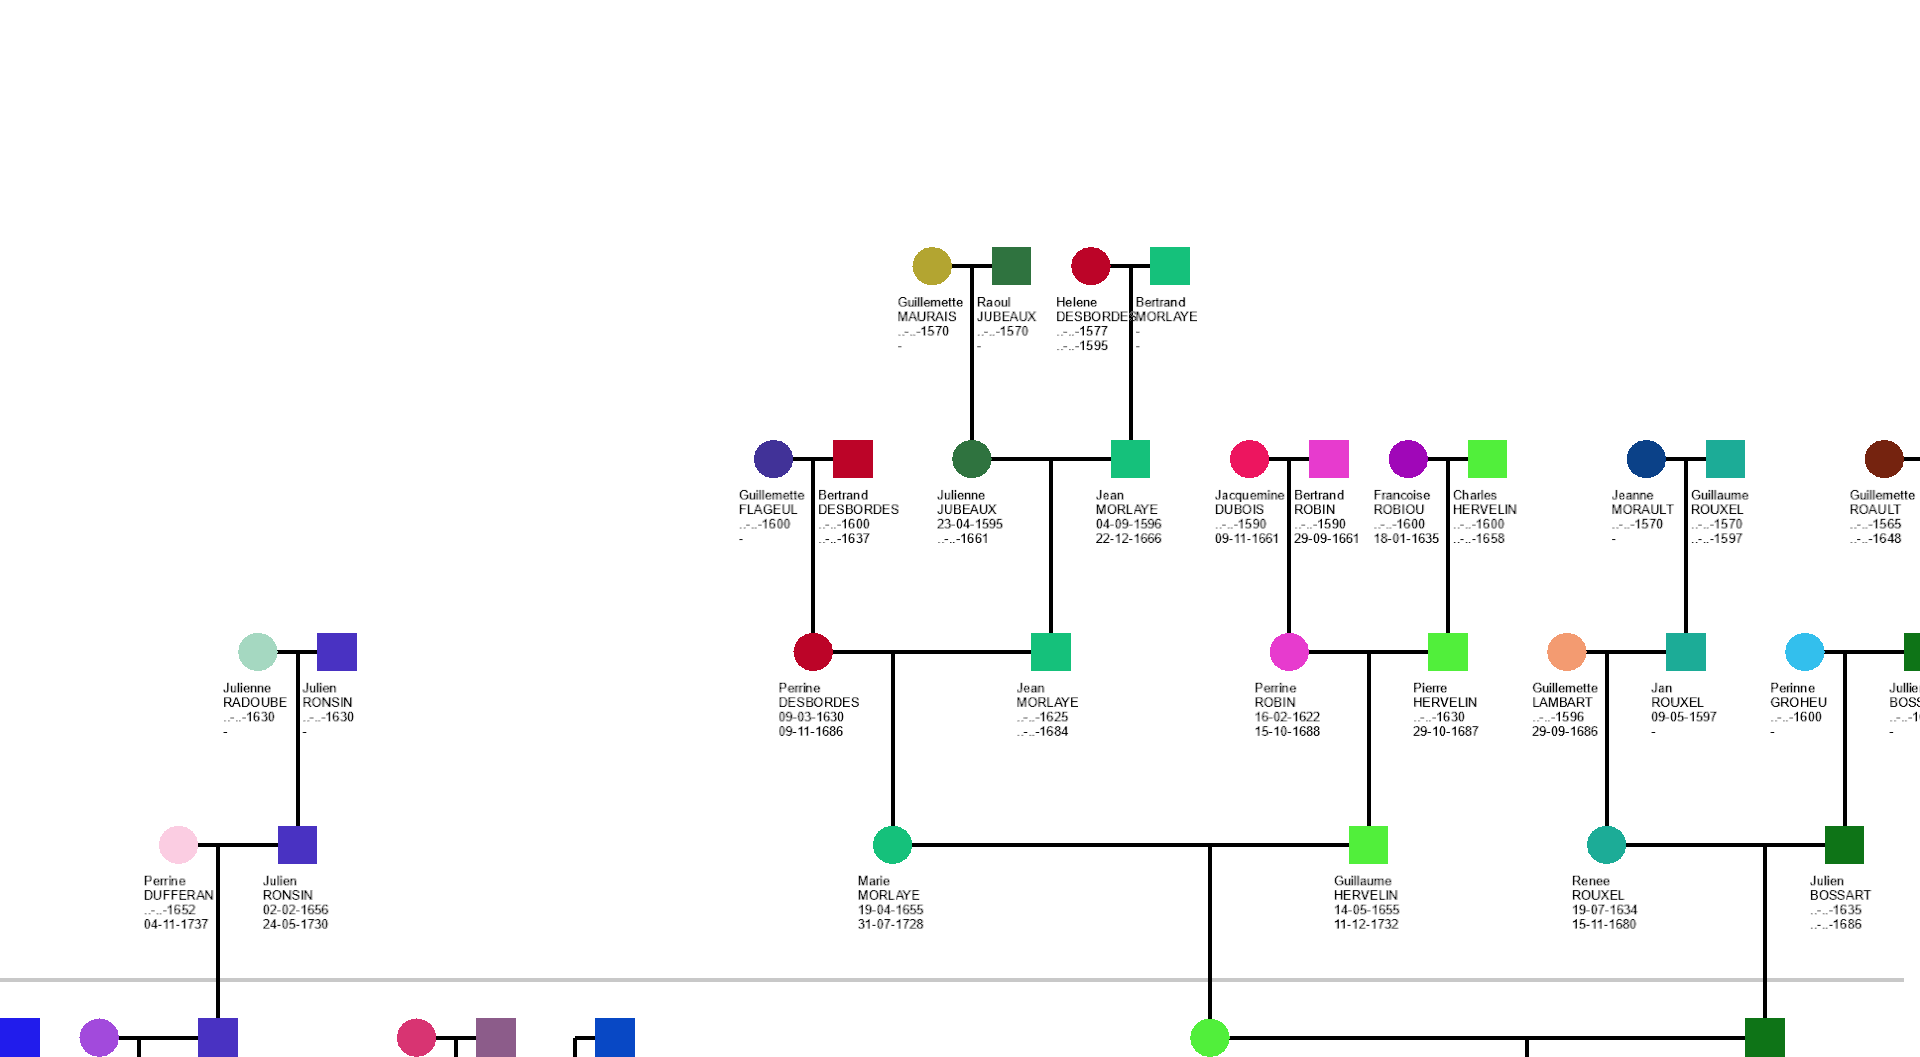 Guillemette
MAURAIS
..-..-1570
-
Raoul
JUBEAUX
..-..-1570
-
Helene
DESBORDES
..-..-1577
..-..-1595
Bertrand
MORLAYE
-
-
Guillemette
FLAGEUL
..-..-1600
-
Bertrand
DESBORDES
..-..-1600
..-..-1637
Julienne
JUBEAUX
23-04-1595
..-..-1661
Jean
MORLAYE
04-09-1596
22-12-1666
Jacquemine
DUBOIS
..-..-1590
09-11-1661
Bertrand
ROBIN
..-..-1590
29-09-1661
Francoise
ROBIOU
..-..-1600
18-01-1635
Charles
HERVELIN
..-..-1600
..-..-1658
Jeanne
MORAULT
..-..-1570
-
Guillaume
ROUXEL
..-..-1570
..-..-1597
Guillemette
ROAULT
..-..-1565
..-..-1648
Julienne
RADOUBE
..-..-1630
-
Julien
RONSIN
..-..-1630
-
Perrine
DESBORDES
09-03-1630
09-11-1686
Jean
MORLAYE
..-..-1625
..-..-1684
Perrine
ROBIN
16-02-1622
15-10-1688
Pierre
HERVELIN
..-..-1630
29-10-1687
Guillemette
LAMBART
..-..-1596
29-09-1686
Jan
ROUXEL
09-05-1597
-
Perinne
GROHEU
..-..-1600
-
Jullie
BOSS
..-..-1
-
Perrine
DUFFERAN
..-..-1652
04-11-1737
Julien
RONSIN
02-02-1656
24-05-1730
Marie
MORLAYE
19-04-1655
31-07-1728
Guillaume
HERVELIN
14-05-1655
11-12-1732
Renee
ROUXEL
19-07-1634
15-11-1680
Julien
BOSSART
..-..-1635
..-..-1686